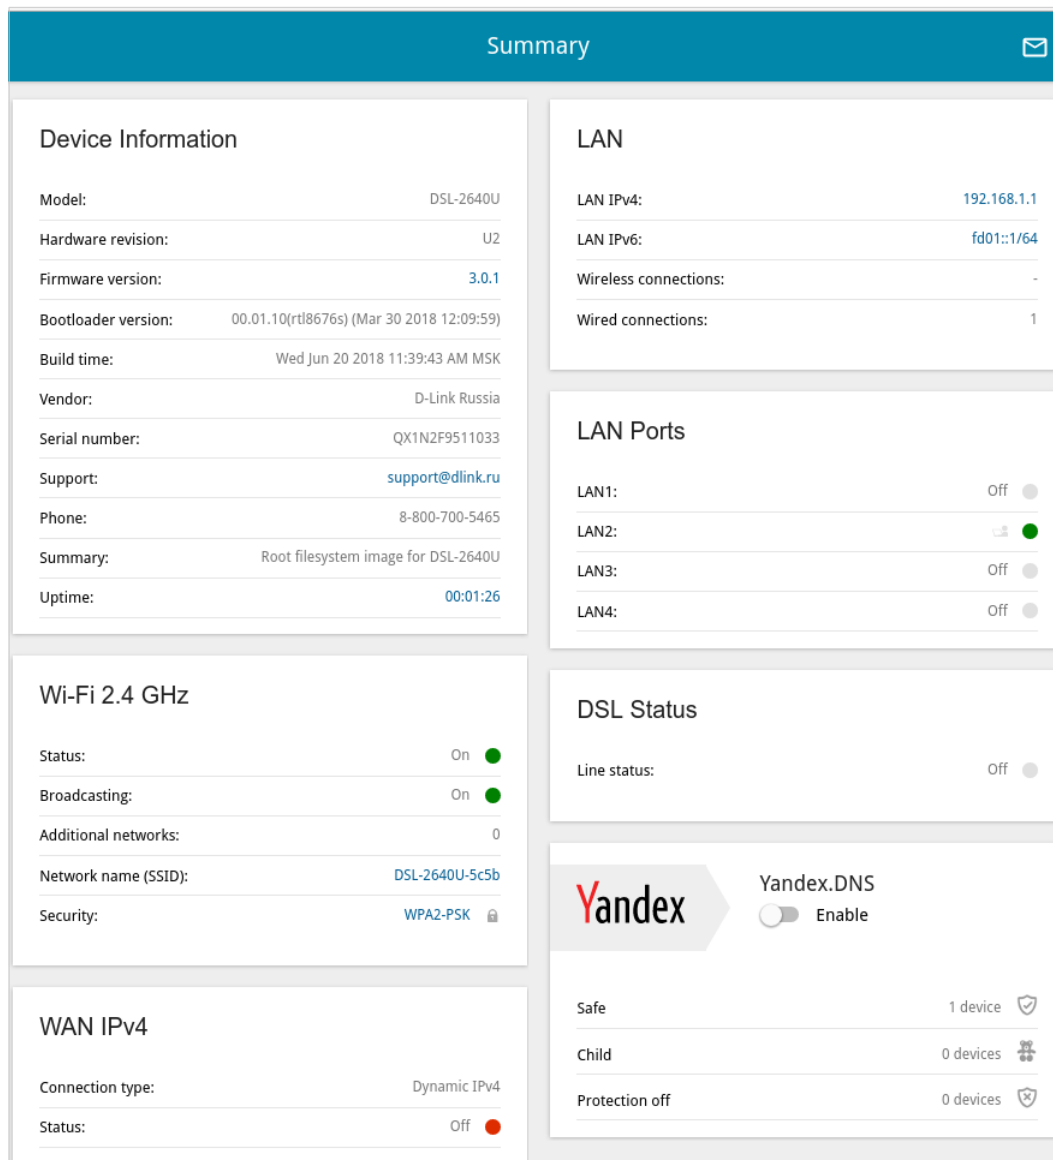 Summary
Device Information
Model: DSL-2640U
Hardware revision: U2
Firmware version: 3.0.1
Bootloader version: 00.01.10(rtl8676s) (Mar 30 2018 12:09:59)
Build time: Wed Jun 20 2018 11:39:43 AM MSK
Vendor: D-Link Russia
Serial number: QX1N2F9511033
Support: support@dlink.ru
Phone: 8-800-700-5465
Summary: Root filesystem image for DSL-2640U
Uptime: 00:01:26
Wi-Fi 2.4 GHz
Status: On
Broadcasting: On
Additional networks: 0
Network name (SSID): DSL-2640U-5c5b
Security: WPA2-PSK
WAN IPv4
Connection type: Dynamic IPv4
Status: Off
LAN
LAN IPv4: 192.168.1.1
LAN IPv6: fd01::1/64
Wireless connections: -
Wired connections: 1
LAN Ports
LAN1: Off
LAN2:
LAN3: Off
LAN4: Off
DSL Status
Line status: Off
Yandex
Yandex.DNS
Enable
Safe 1 device
Child 0 devices
Protection off 0 devices